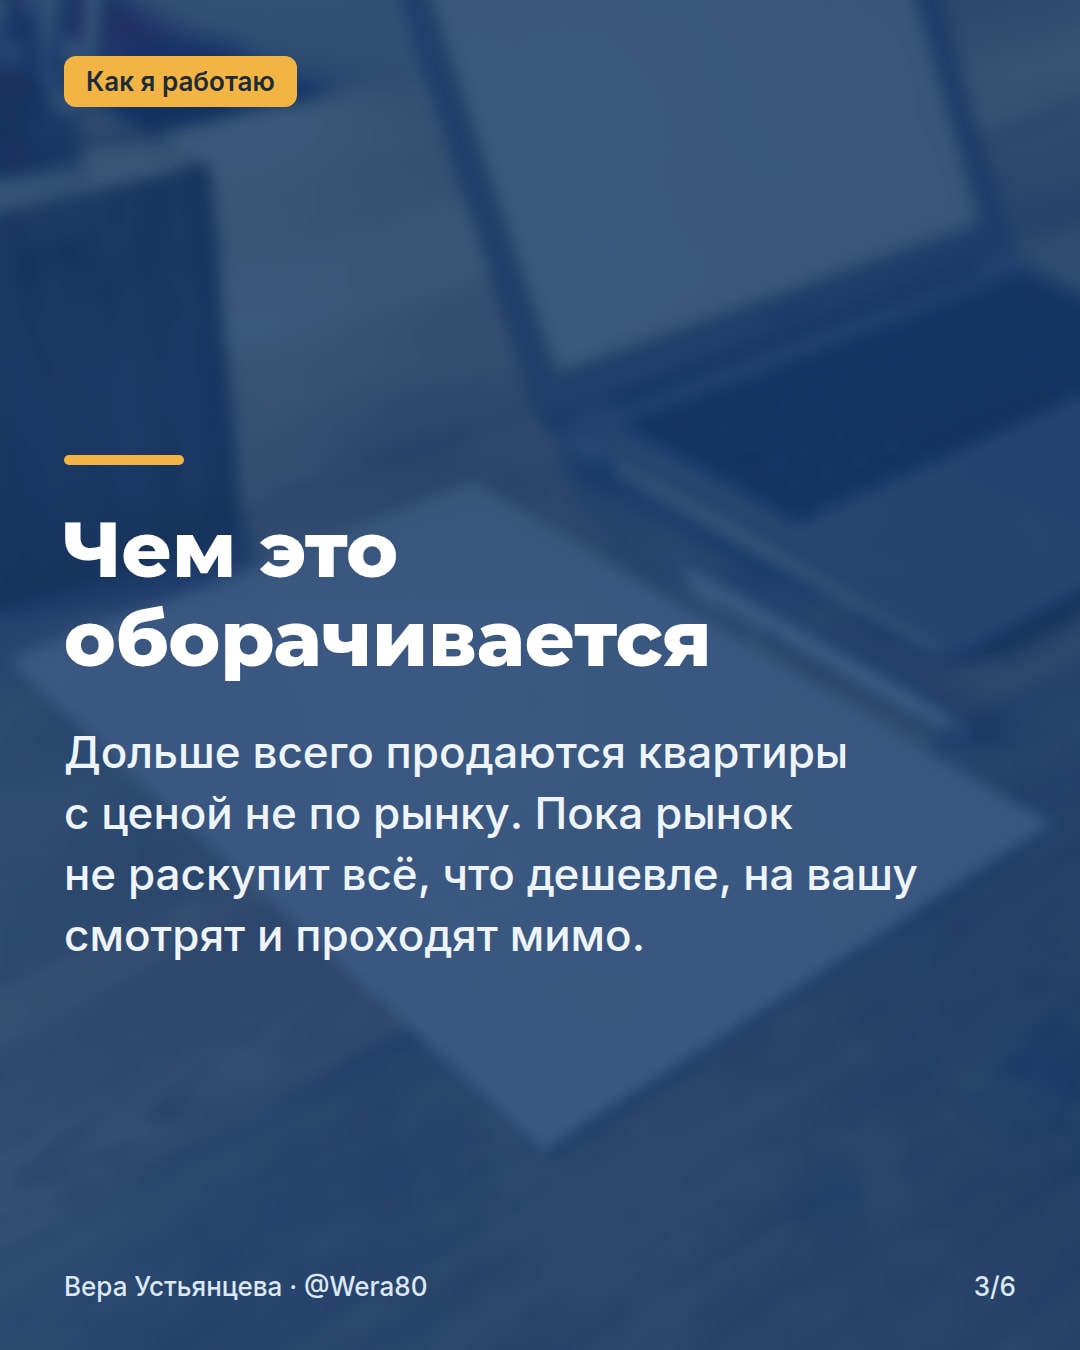 Как я работаю
Чем это
оборачивается
Дольше всего продаются квартиры
с ценой не по рынку. Пока рынок
не раскупит всё, что дешевле, на вашу
смотрят и проходят мимо.
Вера Устьянцева · @Wera80
3/6